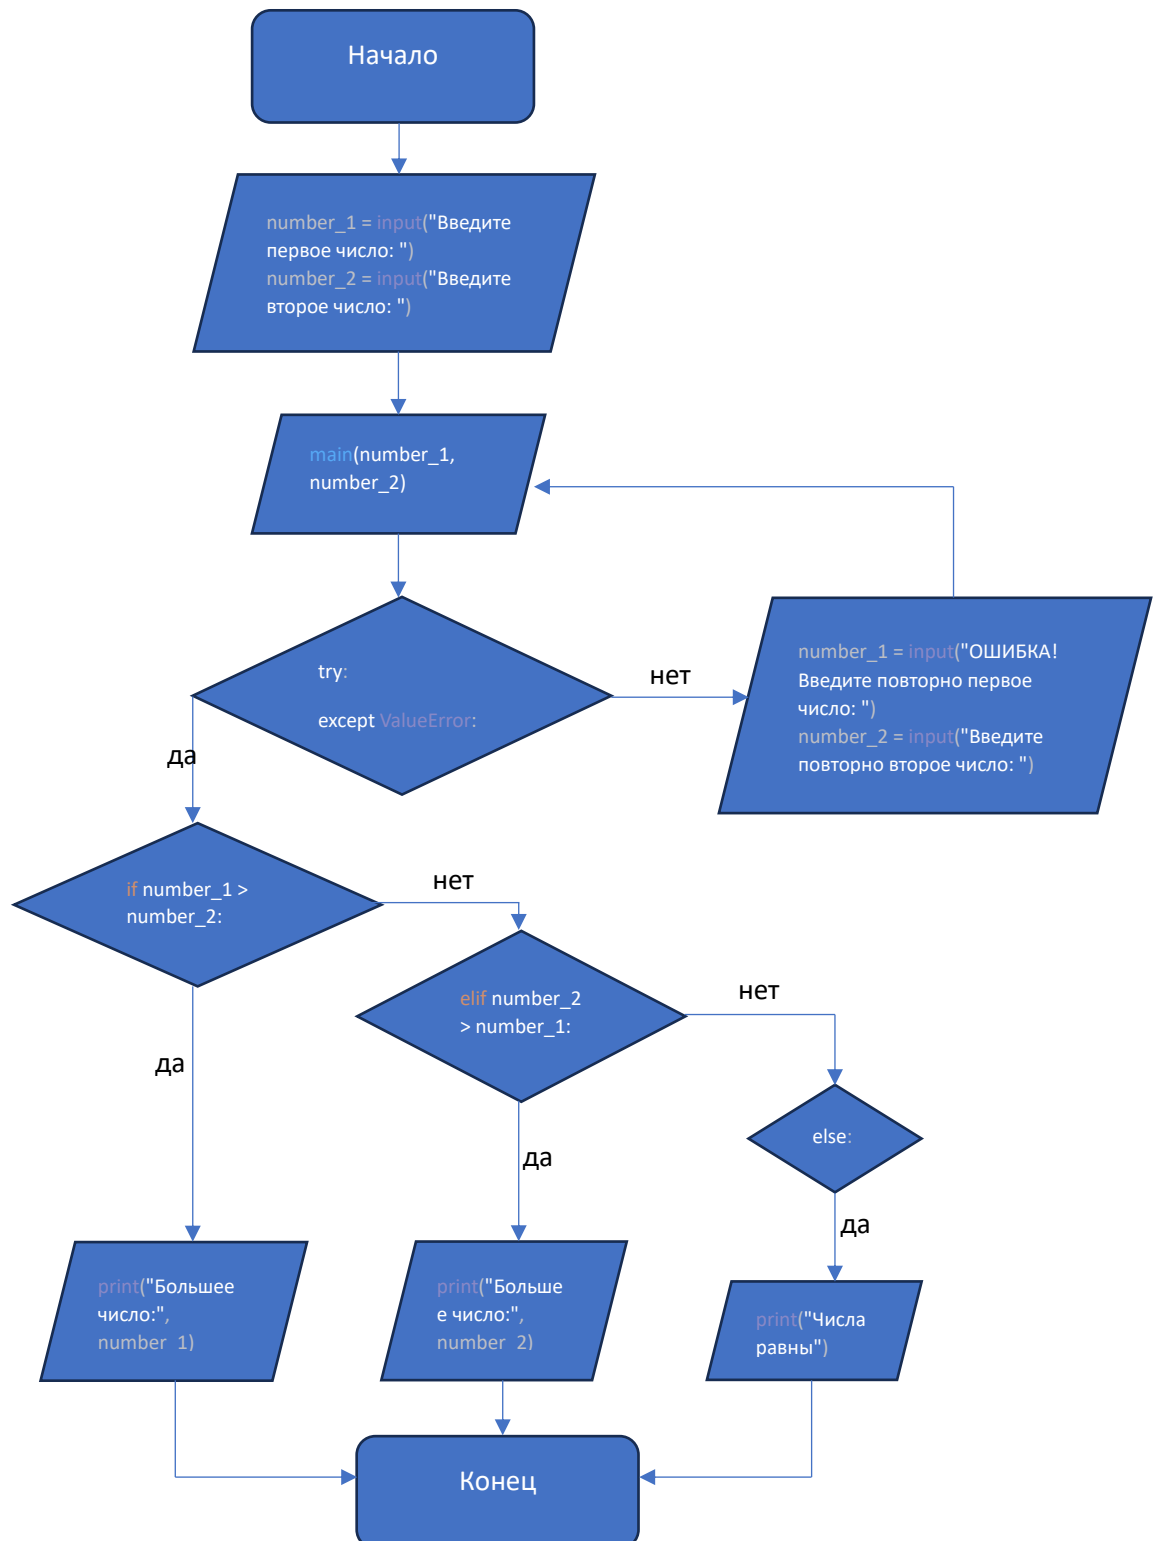 Начало
number_1 = input("Введите
первое число: ")
number_2 = input("Введите
второе число: ")
main(number_1,
number_2)
try:
except ValueError:
нет
number_1 = input("ОШИБКА!
Введите повторно первое
число: ")
number_2 = input("Введите
повторно второе число: ")
да
if number_1 >
number_2:
нет
elif number_2
> number_1:
нет
else:
да
да
да
print("Большее
число:",
number_1)
print("Больше
е число:",
number_2)
print("Числа
равны")
Конец